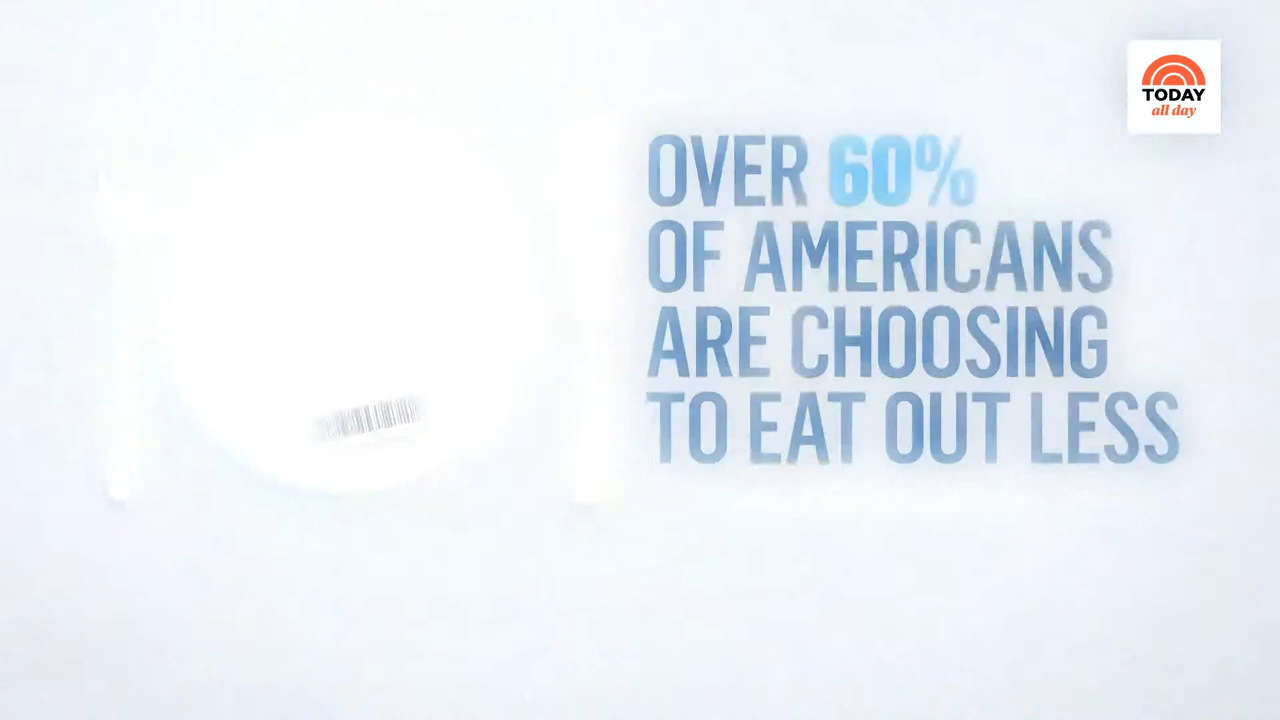 TODAY
all day
OVER 60%
OF AMERICANS
ARE CHOOSING
TO EAT OUT LESS